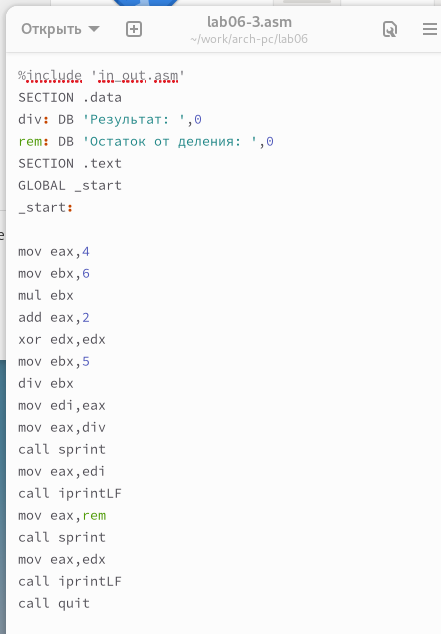 Открыть
lab06-3.asm
~/work/arch-pc/lab06
%include 'in_out.asm'
SECTION .data
div: DB 'Результат: ',0
rem: DB 'Остаток от деления: ',0
SECTION .text
GLOBAL _start
_start:
mov eax,4
mov ebx,6
mul ebx
add eax,2
xor edx,edx
mov ebx,5
div ebx
mov edi,eax
mov eax,div
call sprint
mov eax,edi
call iprintLF
mov eax,rem
call sprint
mov eax,edx
call iprintLF
call quit